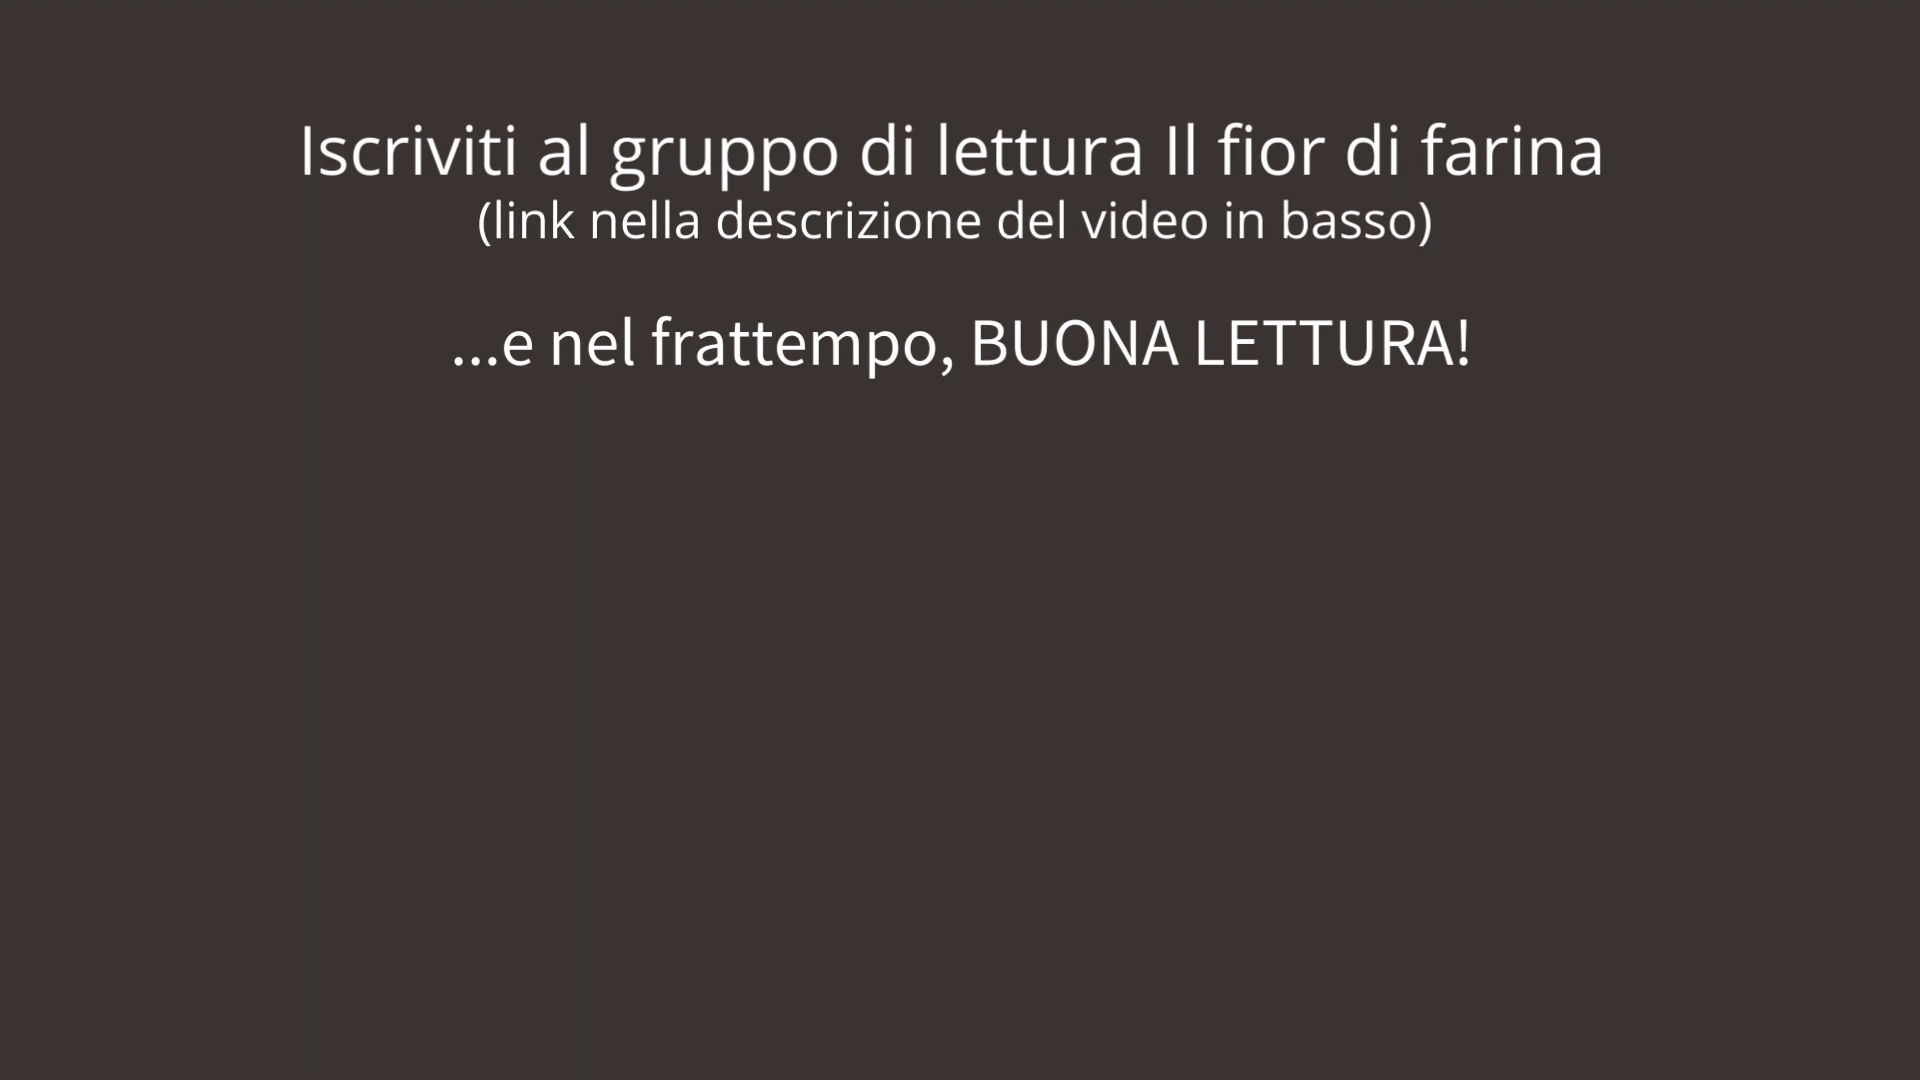 Iscriviti al gruppo di lettura Il fior di farina
(link nella descrizione del video in basso)
...e nel frattempo, BUONA LETTURA!